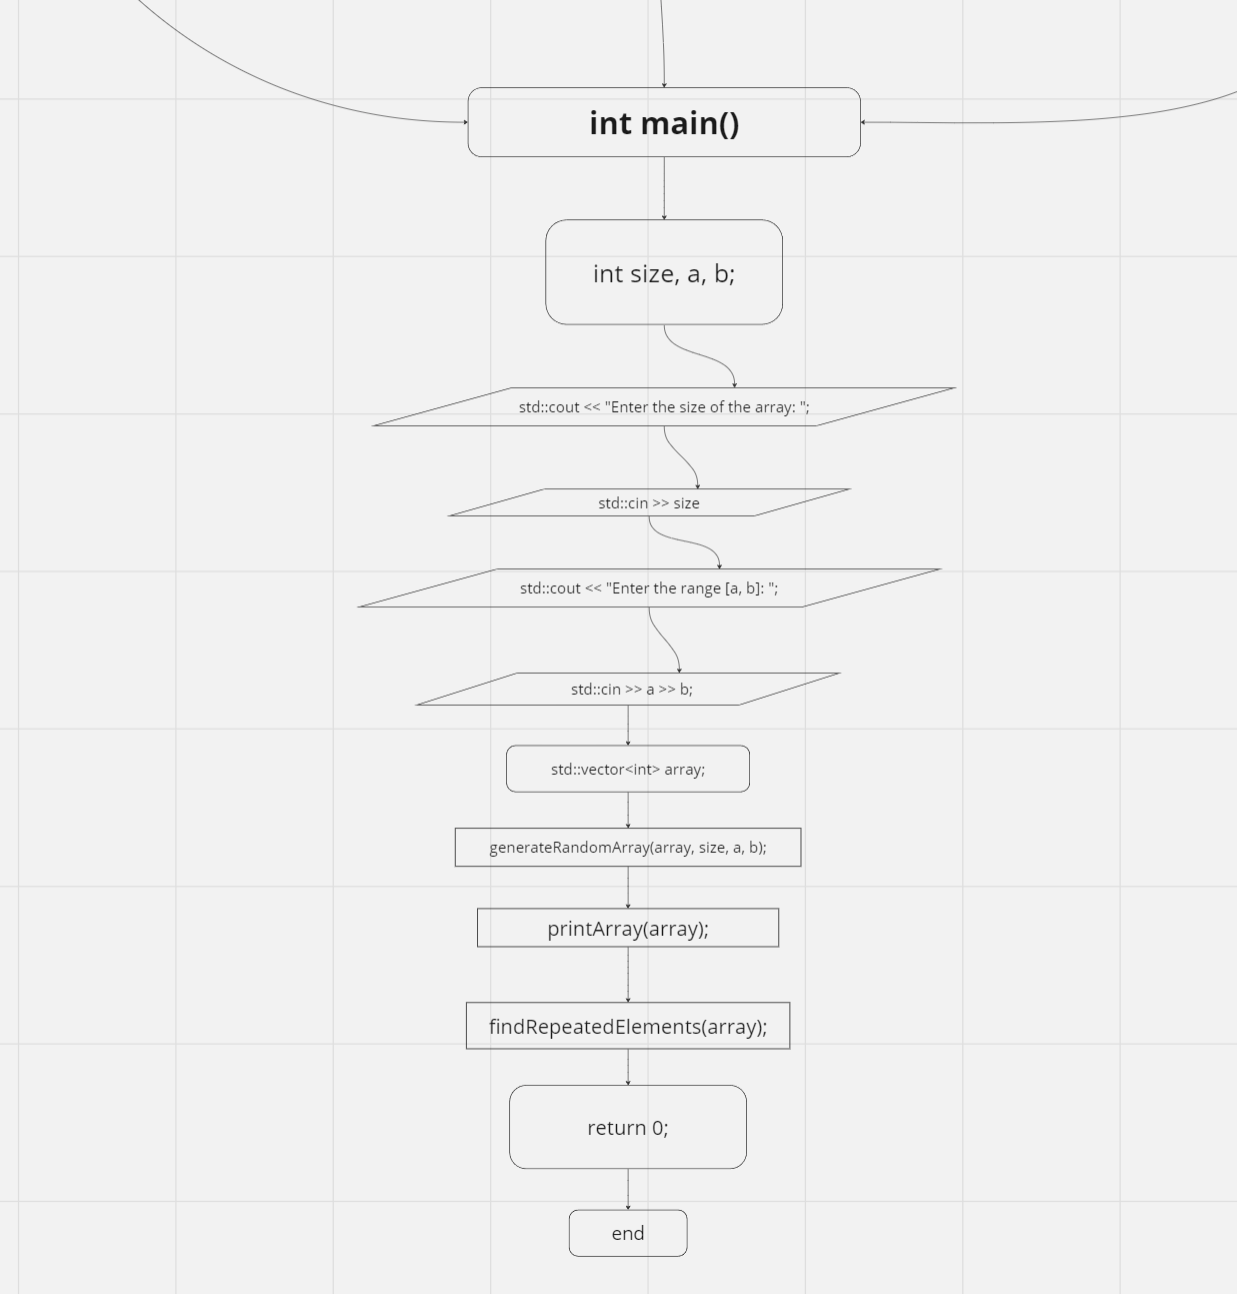 int main()
int size, a, b;
std::cout << "Enter the size of the array: ";
std::cin >> size
std::cout << "Enter the range [a, b]: ";
std::cin >> a >> b;
std::vector<int> array;
generateRandomArray(array, size, a, b);
printArray(array);
findRepeatedElements(array);
return 0;
end